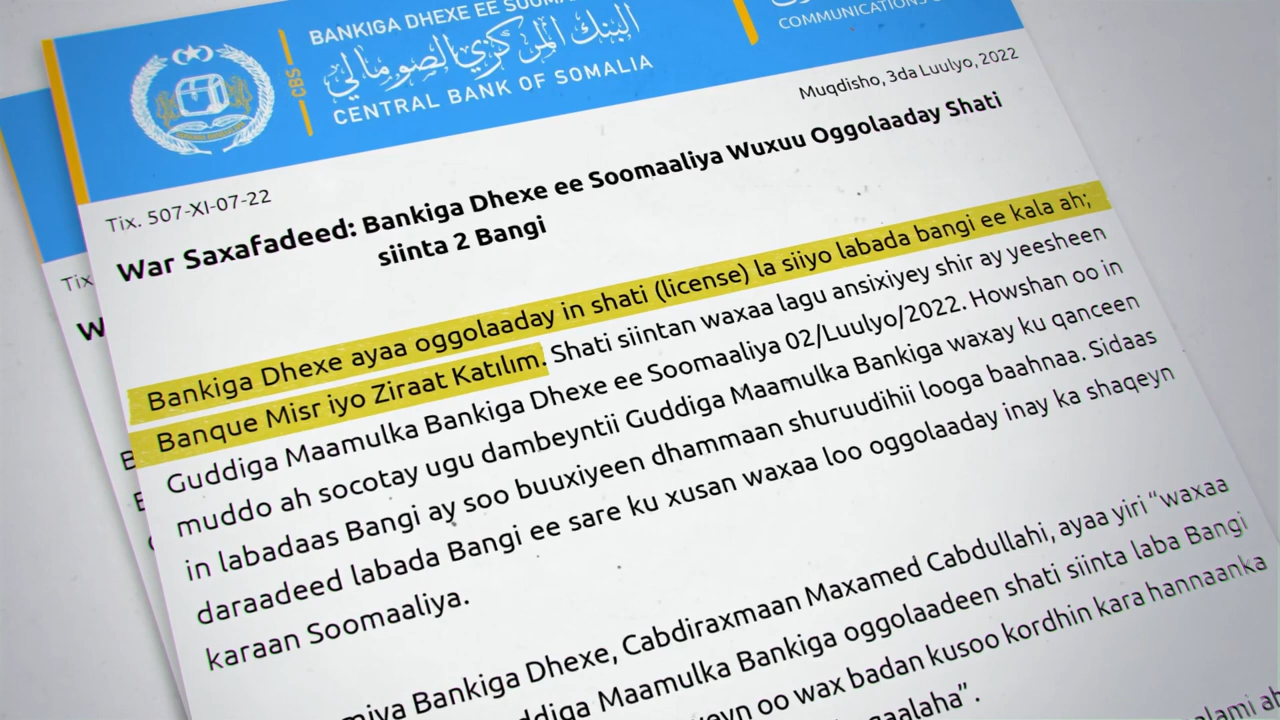 BANKIGA DHEXE EE
البنك المركزي الصومالي
CBS
CENTRAL BANK OF SOMALIA
COMMUNICATIONS
Muqdisho, 3da Luulyo, 2022
Tix. 507-XI-07-22
War Saxafadeed: Bankiga Dhexe ee Soomaaliya Wuxuu Oggolaaday Shati
siinta 2 Bangi
Bankiga Dhexe ayaa oggolaaday in shati (license) la siiyo labada bangi ee kala ah;
Banque Misr iyo Ziraat Katılım. Shati siintan waxaa lagu ansixiyey shir ay yeesheen
Guddiga Maamulka Bankiga Dhexe ee Soomaaliya 02/Luulyo/2022. Howshan oo in
muddo ah socotay ugu dambeyntii Guddiga Maamulka Bankiga waxay ku qanceen
in labadaas Bangi ay soo buuxiyeen dhammaan shuruudihii looga baahnaa. Sidaas
daraadeed labada Bangi ee sare ku xusan waxaa loo oggolaaday inay ka shaqeyn
karaan Soomaaliya.
Bankiga Dhexe, Cabdiraxmaan Maxamed Cabdullahi, ayaa yiri “waxaa
Maamulka Bankiga oggolaadeen shati siinta laba Bangi
oo wax badan kusoo kordhin kara hannaanka
Tix
W